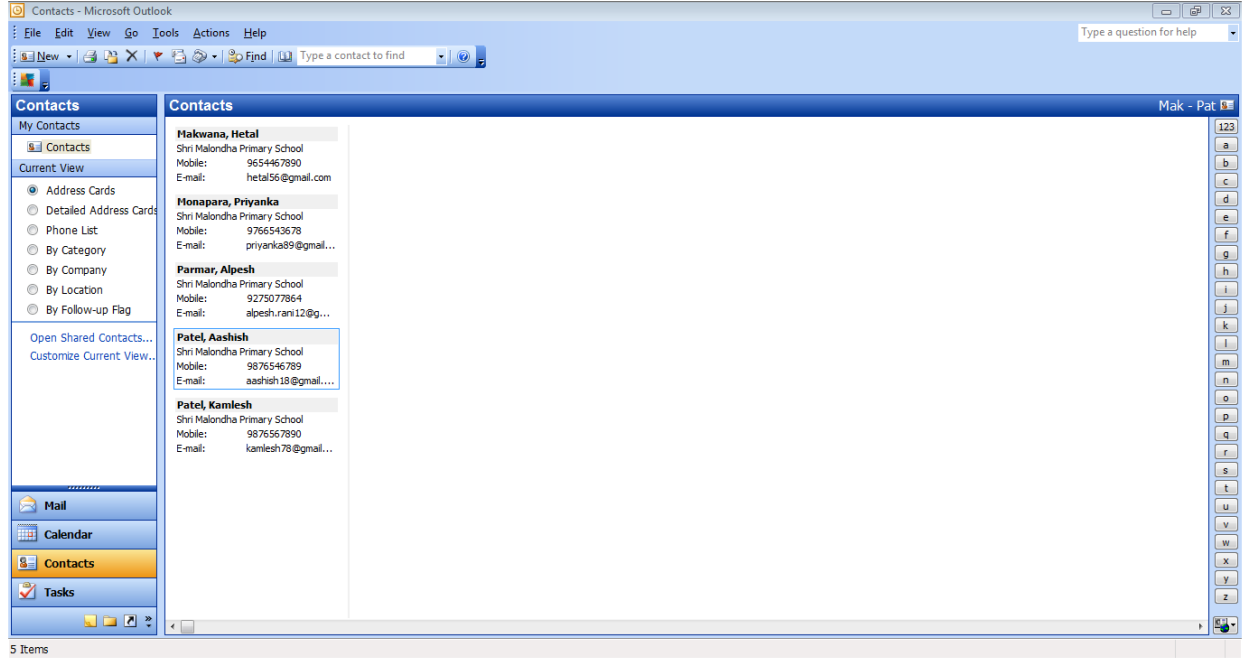 Contacts - Microsoft Outlook
File Edit View Go Tools Actions Help
Type a question for help
New Find Type a contact to find
Contacts
My Contacts
Contacts
Current View
Address Cards
Detailed Address Cards
Phone List
By Category
By Company
By Location
By Follow-up Flag
Open Shared Contacts...
Customize Current View..
Mail
Calendar
Contacts
Tasks
Contacts Mak - Pat
Makwana, Hetal
Shri Malondha Primary School
Mobile: 9654467890
E-mail: hetal56@gmail.com
Monapara, Priyanka
Shri Malondha Primary School
Mobile: 9766543678
E-mail: priyanka89@gmail...
Parmar, Alpesh
Shri Malondha Primary School
Mobile: 9275077864
E-mail: alpesh.rani12@g...
Patel, Aashish
Shri Malondha Primary School
Mobile: 9876546789
E-mail: aashish18@gmail....
Patel, Kamlesh
Shri Malondha Primary School
Mobile: 9876567890
E-mail: kamlesh78@gmail...
123
a
b
c
d
e
f
g
h
i
j
k
l
m
n
o
p
q
r
s
t
u
v
w
x
y
z
5 Items